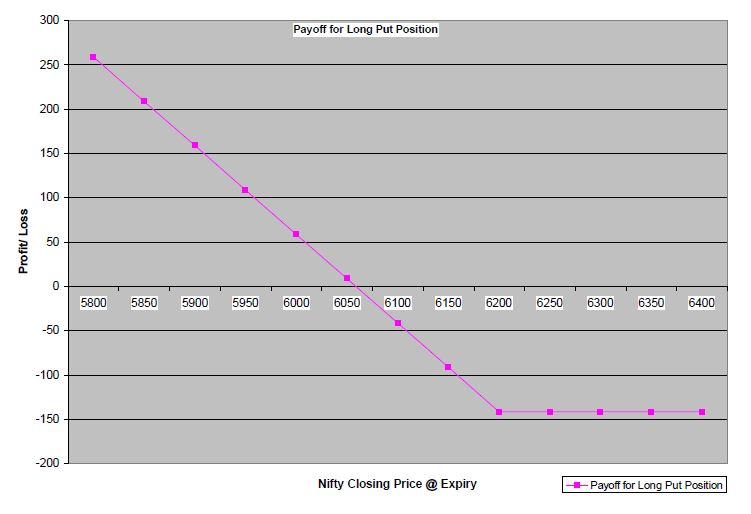 Payoff for Long Put Position
300
250
200
150
100
50
0
-50
-100
-150
-200
Profit/ Loss
5800 5850 5900 5950 6000 6050 6100 6150 6200 6250 6300 6350 6400
Nifty Closing Price @ Expiry
Payoff for Long Put Position